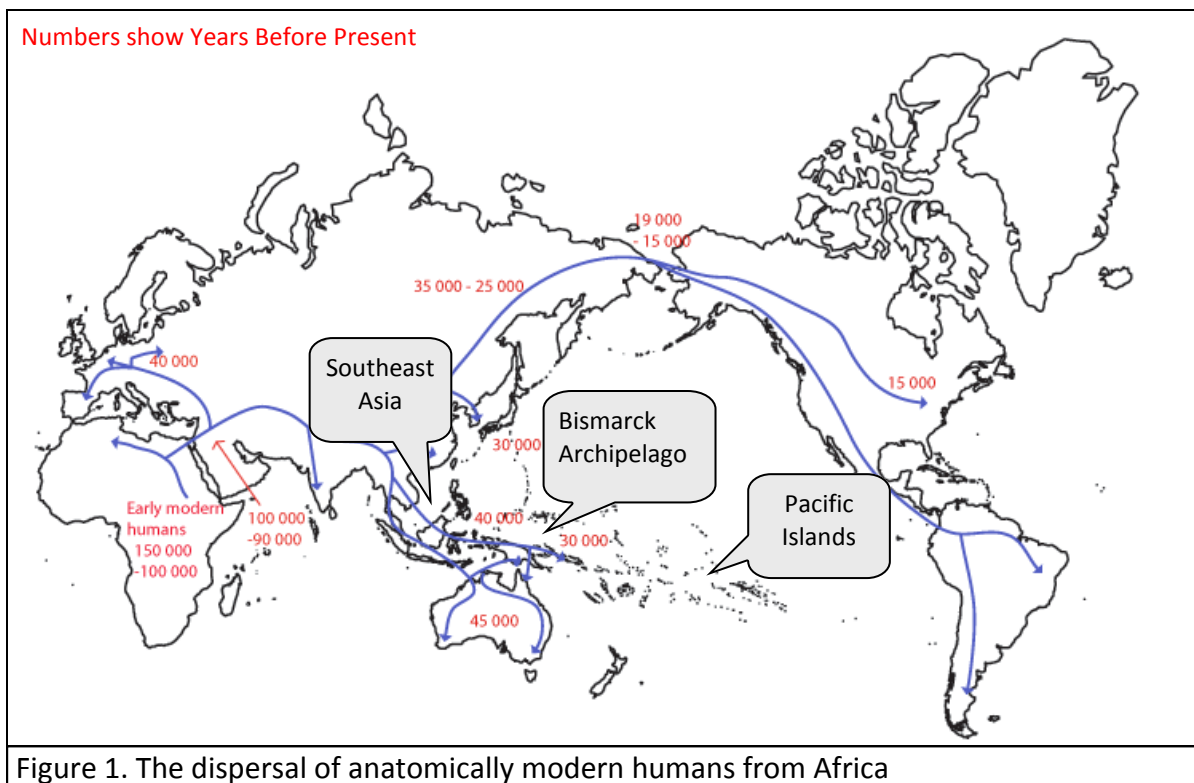 Numbers show Years Before Present
19 000
- 15 000
35 000 - 25 000
40 000
Southeast
Asia
15 000
Bismarck
Archipelago
30 000
Pacific
Islands
Early modern
humans
150 000
-100 000
100 000
-90 000
40 000
30 000
45 000
Figure 1. The dispersal of anatomically modern humans from Africa